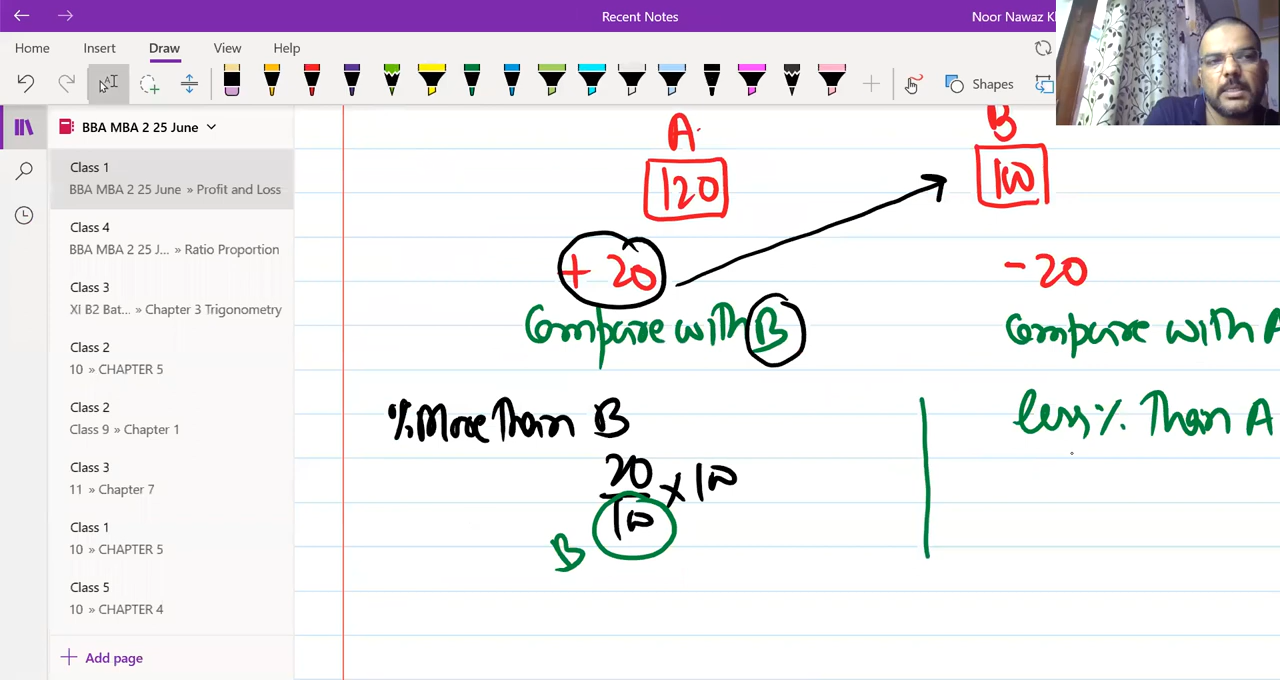 Recent Notes
Noor Nawaz Kh
Home Insert Draw View Help
Shapes
BBA MBA 2 25 June
Class 1
BBA MBA 2 25 June » Profit and Loss
Class 4
BBA MBA 2 25 J... » Ratio Proportion
Class 3
XI B2 Bat... » Chapter 3 Trigonometry
Class 2
10 » CHAPTER 5
Class 2
Class 9 » Chapter 1
Class 3
11 » Chapter 7
Class 1
10 » CHAPTER 5
Class 5
10 » CHAPTER 4
Add page
A B
120 100
+ 20 - 20
Compare with B Compare with A
% More Than B less % Than A
20
100 × 100
B